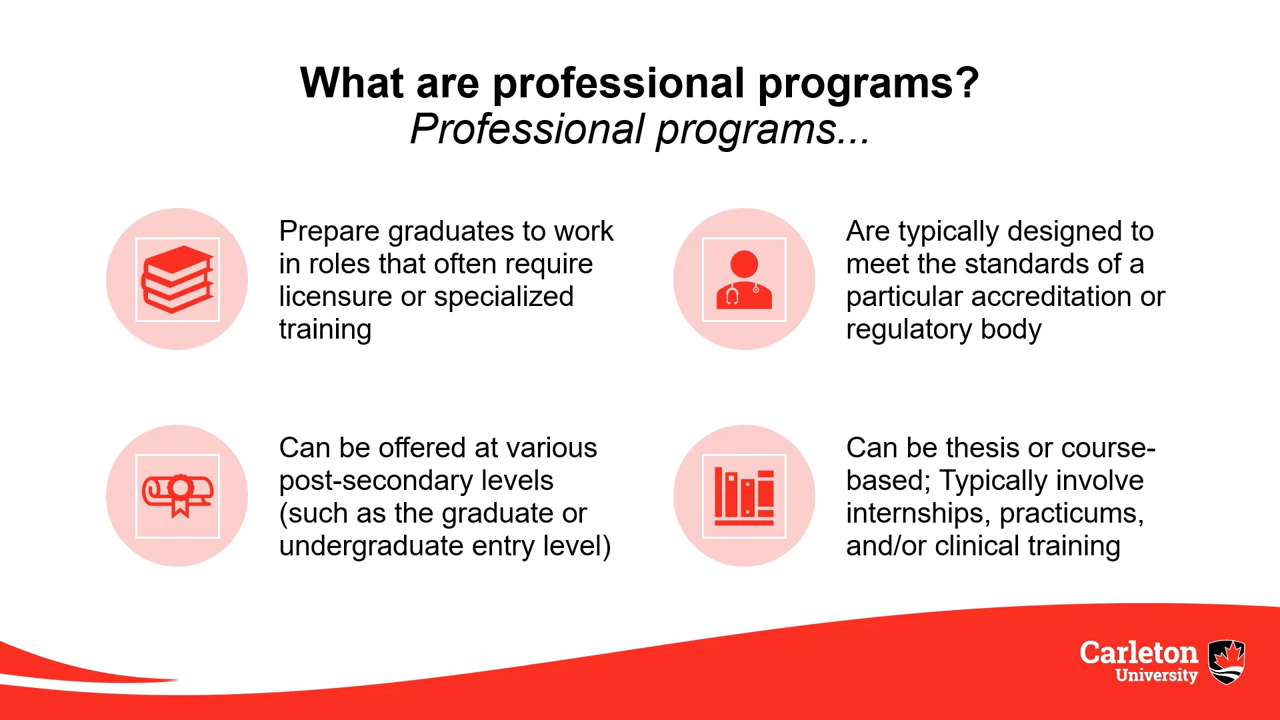 What are professional programs?
Professional programs...
Prepare graduates to work
in roles that often require
licensure or specialized
training
Are typically designed to
meet the standards of a
particular accreditation or
regulatory body
Can be offered at various
post-secondary levels
(such as the graduate or
undergraduate entry level)
Can be thesis or course-
based; Typically involve
internships, practicums,
and/or clinical training
Carleton
University